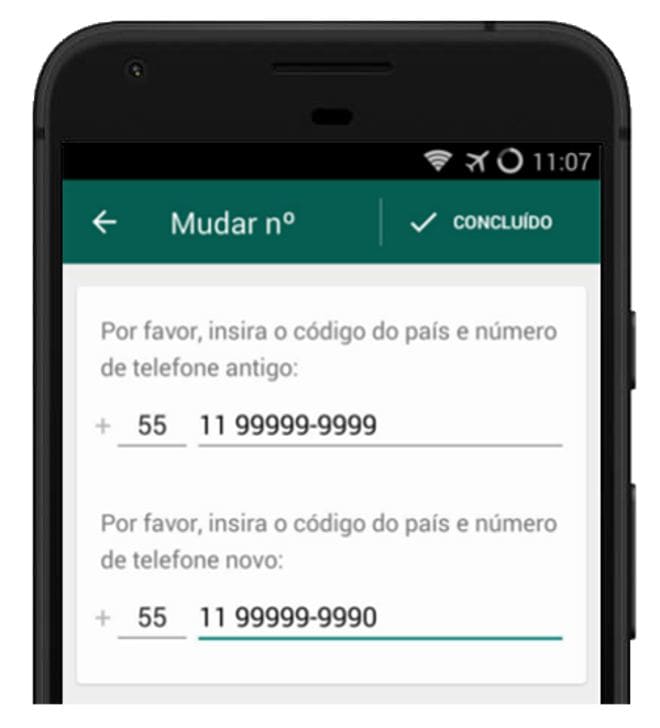 11:07
Mudar nº
CONCLUÍDO
Por favor, insira o código do país e número
de telefone antigo:
+ 55 11 99999-9999
Por favor, insira o código do país e número
de telefone novo:
+ 55 11 99999-9990